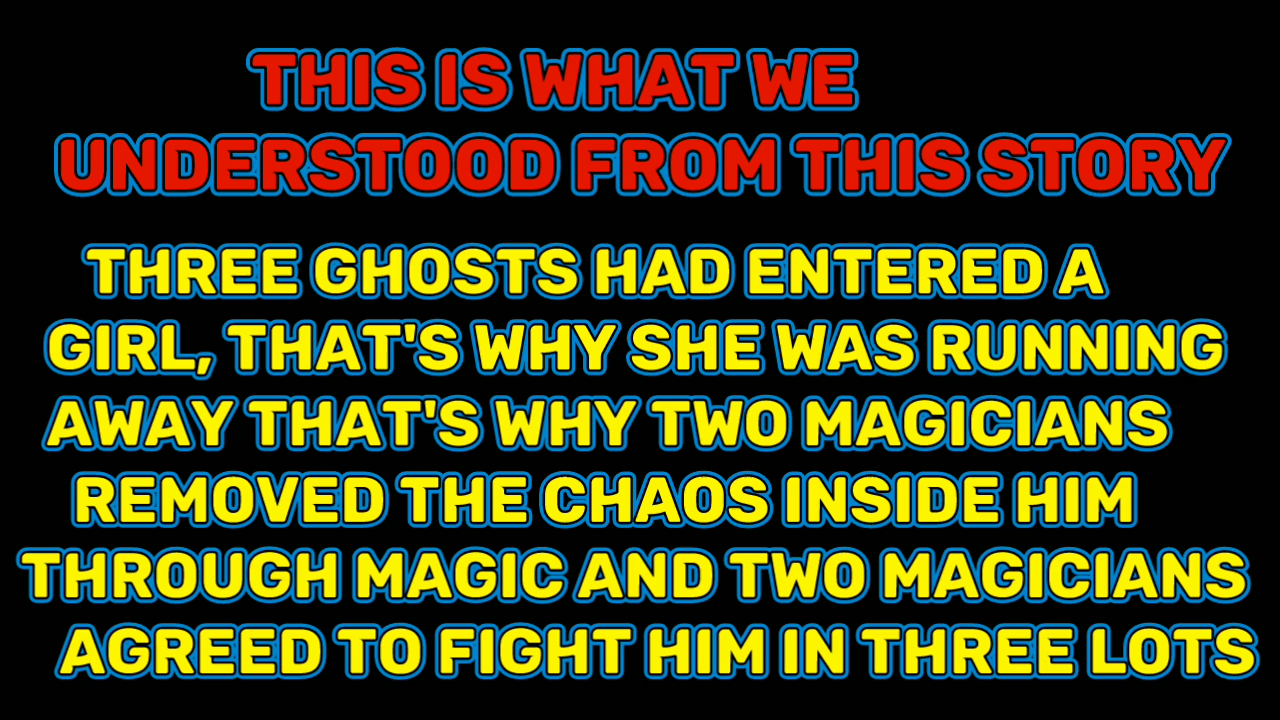 THIS IS WHAT WE
UNDERSTOOD FROM THIS STORY
THREE GHOSTS HAD ENTERED A
GIRL, THAT'S WHY SHE WAS RUNNING
AWAY THAT'S WHY TWO MAGICIANS
REMOVED THE CHAOS INSIDE HIM
THROUGH MAGIC AND TWO MAGICIANS
AGREED TO FIGHT HIM IN THREE LOTS